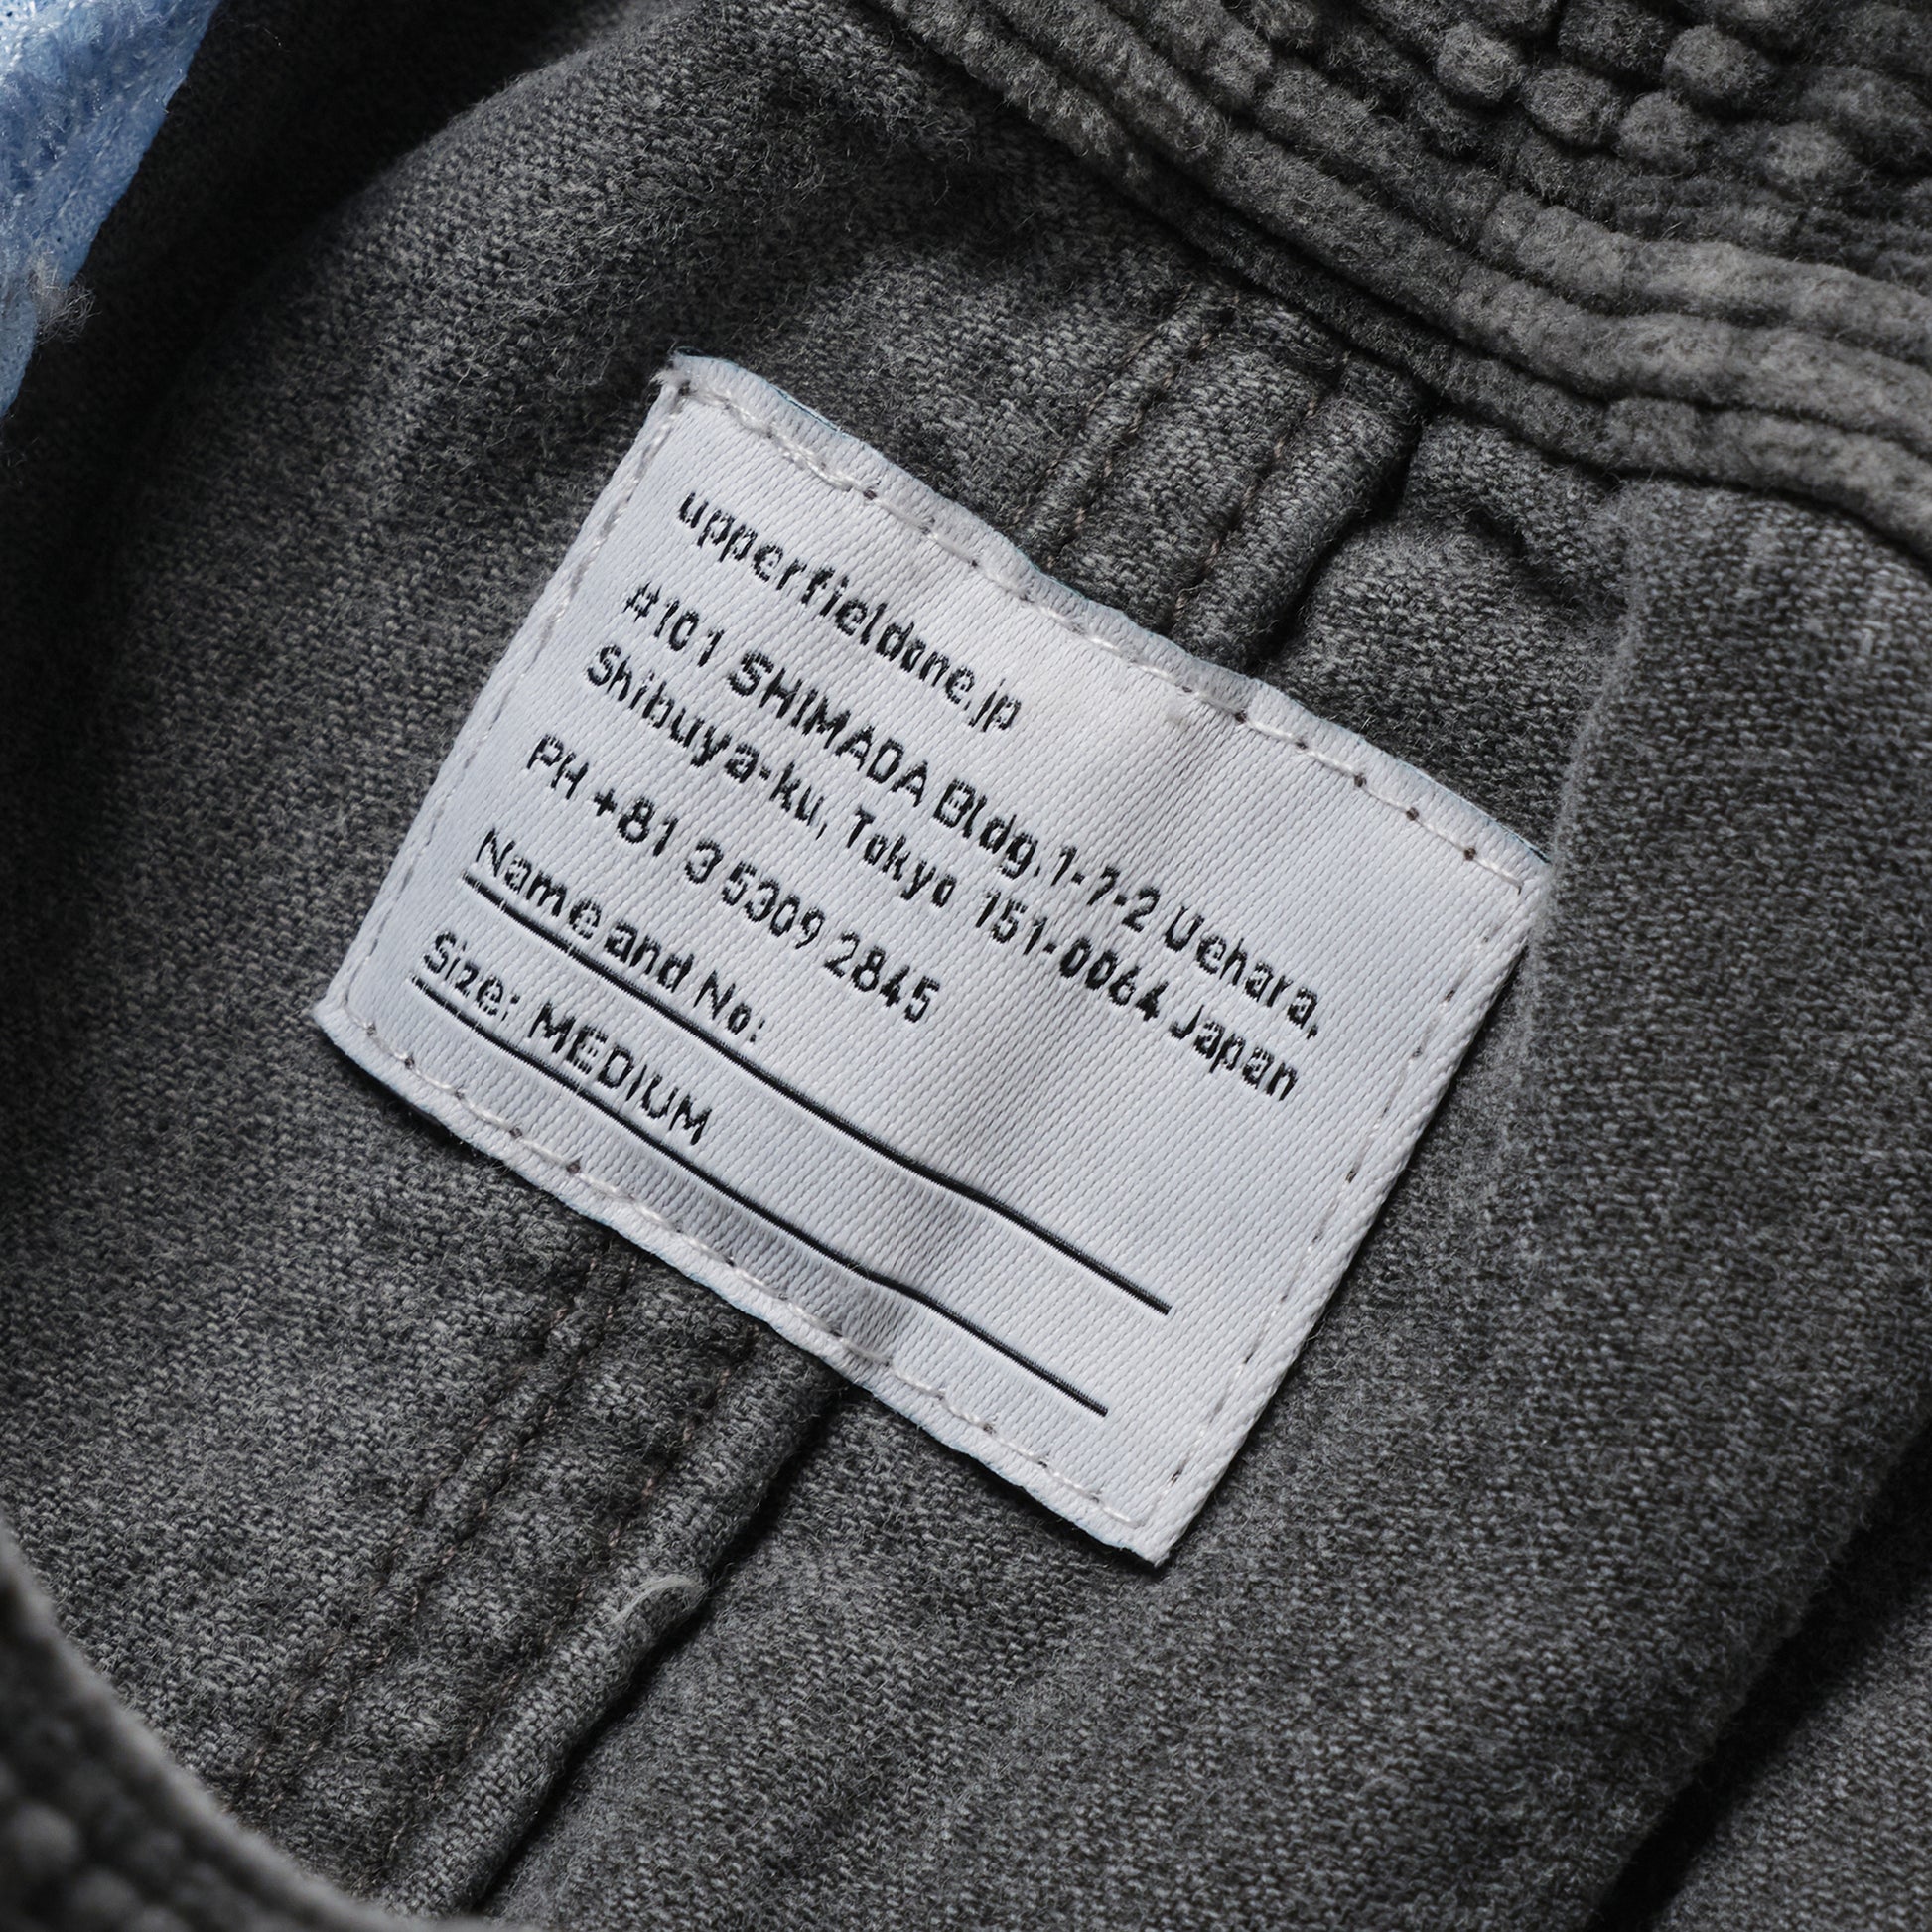 upperfieldone.jp
#101 SHIMADA Bldg.1-7-2 Uehara,
Shibuya-ku, Tokyo 151-0064 Japan
PH +81 3 5309 2845
Name and No:
Size: MEDIUM